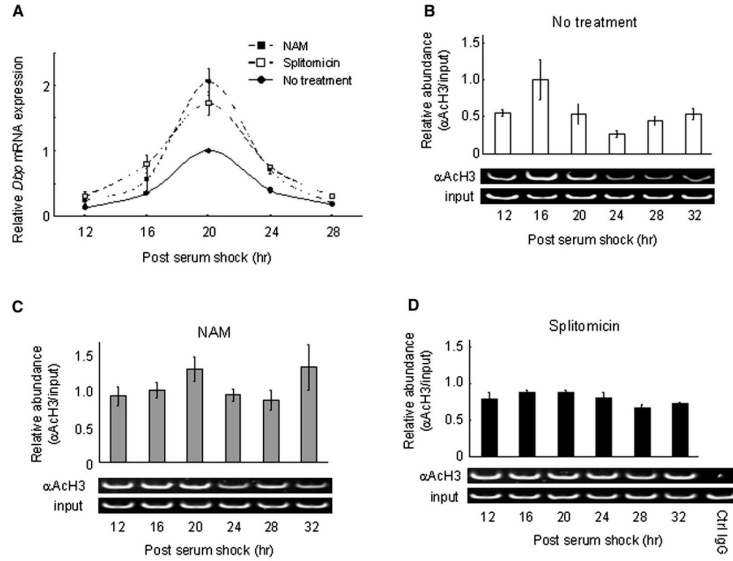 A
Relative Dbp mRNA expression
2
1
0
12 16 20 24 28
Post serum shock (hr)
NAM
Splitomicin
No treatment
B
No treatment
Relative abundance
(αAcH3/input)
1.5
1.0
0.5
0
αAcH3
input
12 16 20 24 28 32
Post serum shock (hr)
C
NAM
Relative abundance
(αAcH3/input)
1.5
1.0
0.5
0
αAcH3
input
12 16 20 24 28 32
Post serum shock (hr)
D
Splitomicin
Relative abundance
(αAcH3/input)
1.5
1.0
0.5
0
αAcH3
input
12 16 20 24 28 32 Ctrl IgG
Post serum shock (hr)